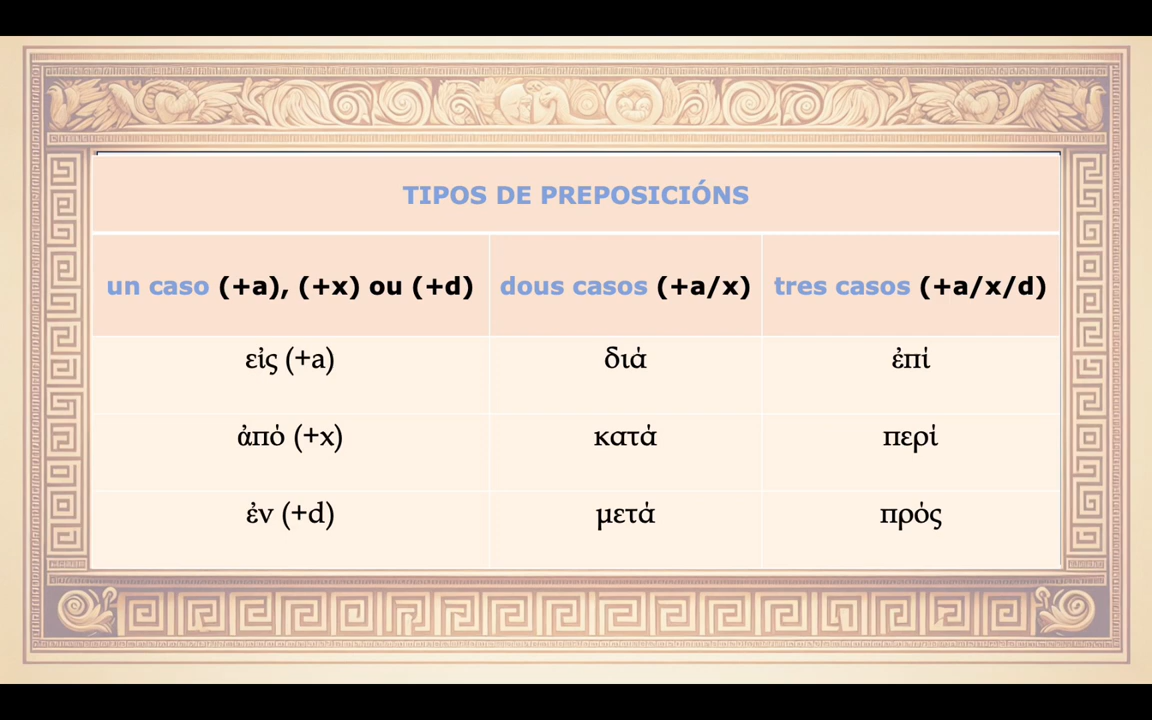 TIPOS DE PREPOSICIÓNS
un caso (+a), (+x) ou (+d) dous casos (+a/x) tres casos (+a/x/d)
εἰς (+a) διά ἐπί
ἀπό (+x) κατά περί
ἐν (+d) μετά πρός